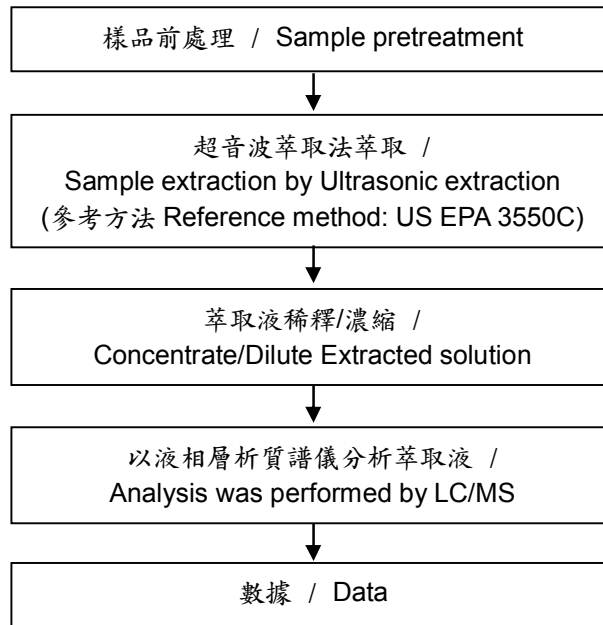 樣品前處理 / Sample pretreatment
超音波萃取法萃取 /
Sample extraction by Ultrasonic extraction
(參考方法 Reference method: US EPA 3550C)
萃取液稀釋/濃縮 /
Concentrate/Dilute Extracted solution
以液相層析質譜儀分析萃取液 /
Analysis was performed by LC/MS
數據 / Data